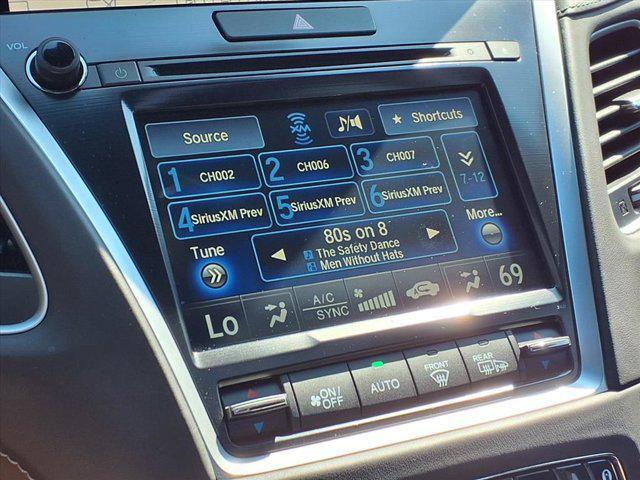 VOL
Source
XM
Shortcuts
1 CH002
2 CH006
3 CH007
7-12
4 SiriusXM Prev
5 SiriusXM Prev
6 SiriusXM Prev
Tune
80s on 8
The Safety Dance
Men Without Hats
More...
Lo
A/C
SYNC
69
ON/
OFF
AUTO
FRONT
REAR